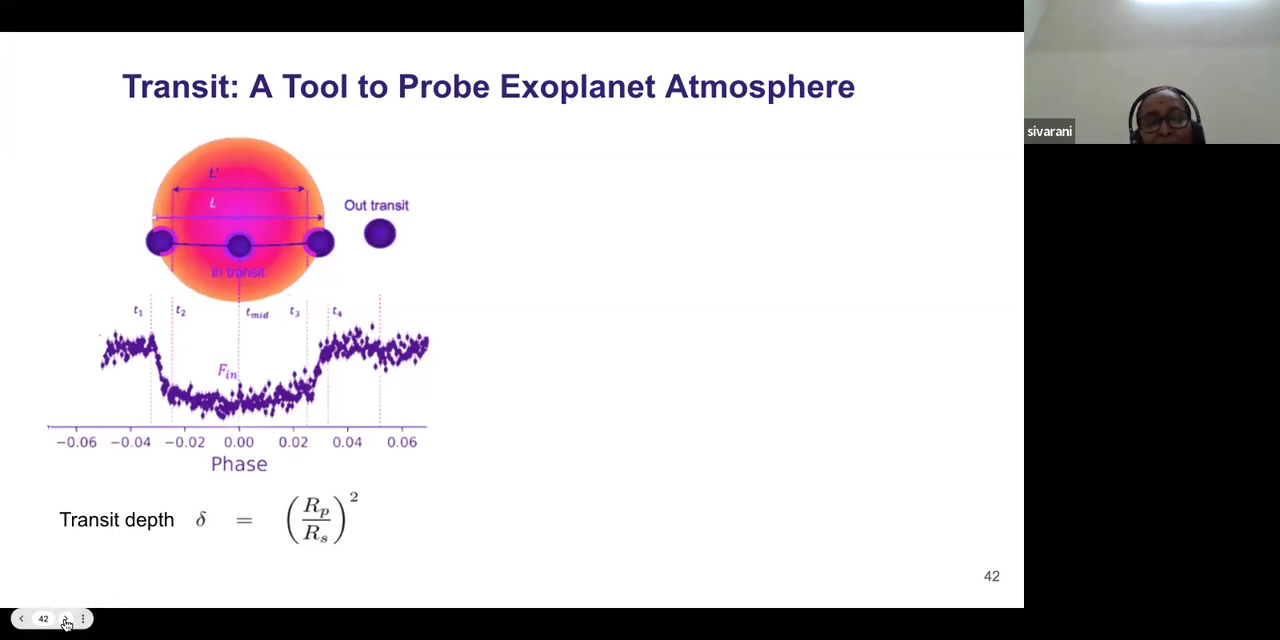 Transit: A Tool to Probe Exoplanet Atmosphere
sivarani
L'
L
Out transit
In transit
t₁
t₂
t_mid
t₃
t₄
F_in
−0.06 −0.04 −0.02 0.00 0.02 0.04 0.06
Phase
Transit depth δ = (R_p/R_s)²
42
42